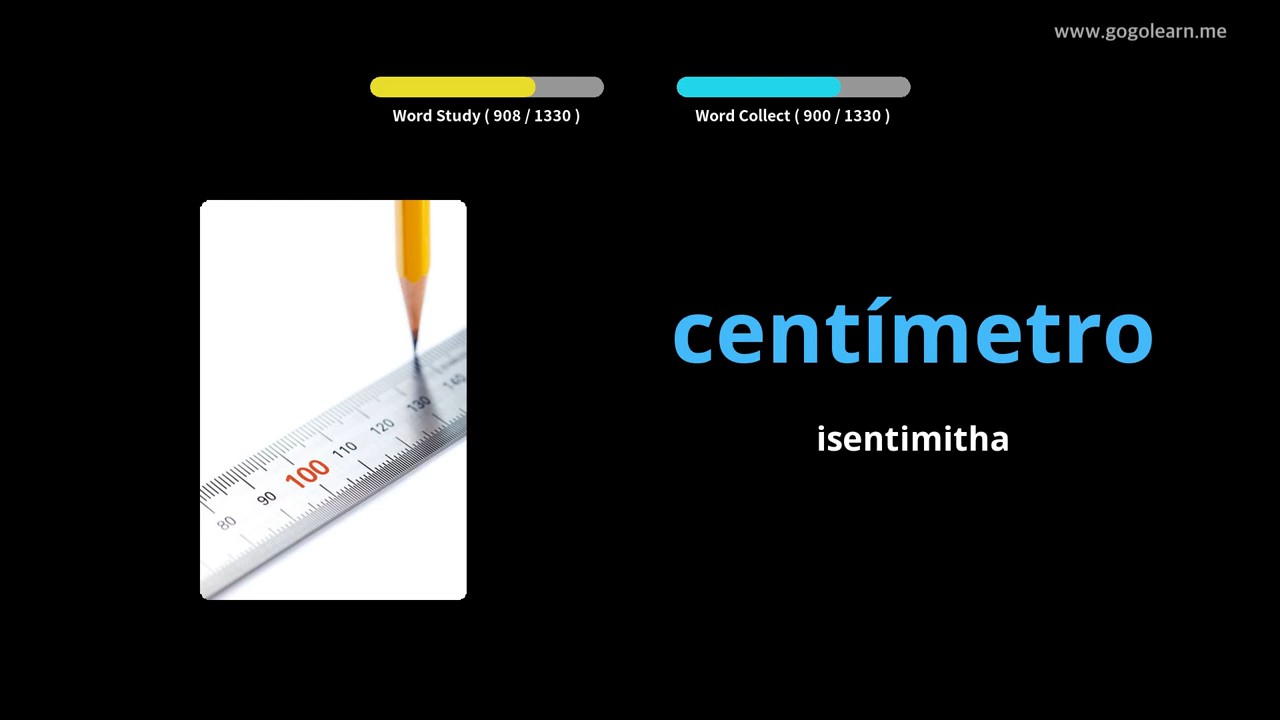 www.gogolearn.me
Word Study ( 908 / 1330 )
Word Collect ( 900 / 1330 )
centímetro
isentimitha
80
90
100
110
120
130
140